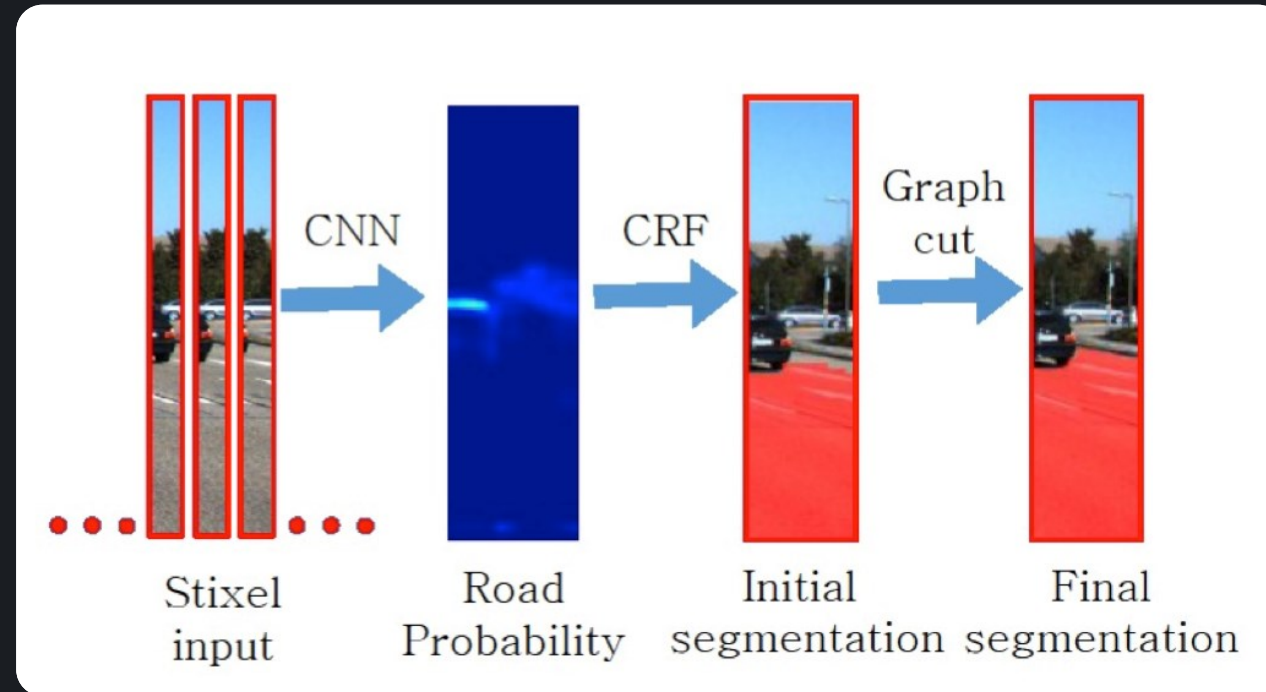 CNN
CRF
Graph
cut
Stixel
input
Road
Probability
Initial
segmentation
Final
segmentation